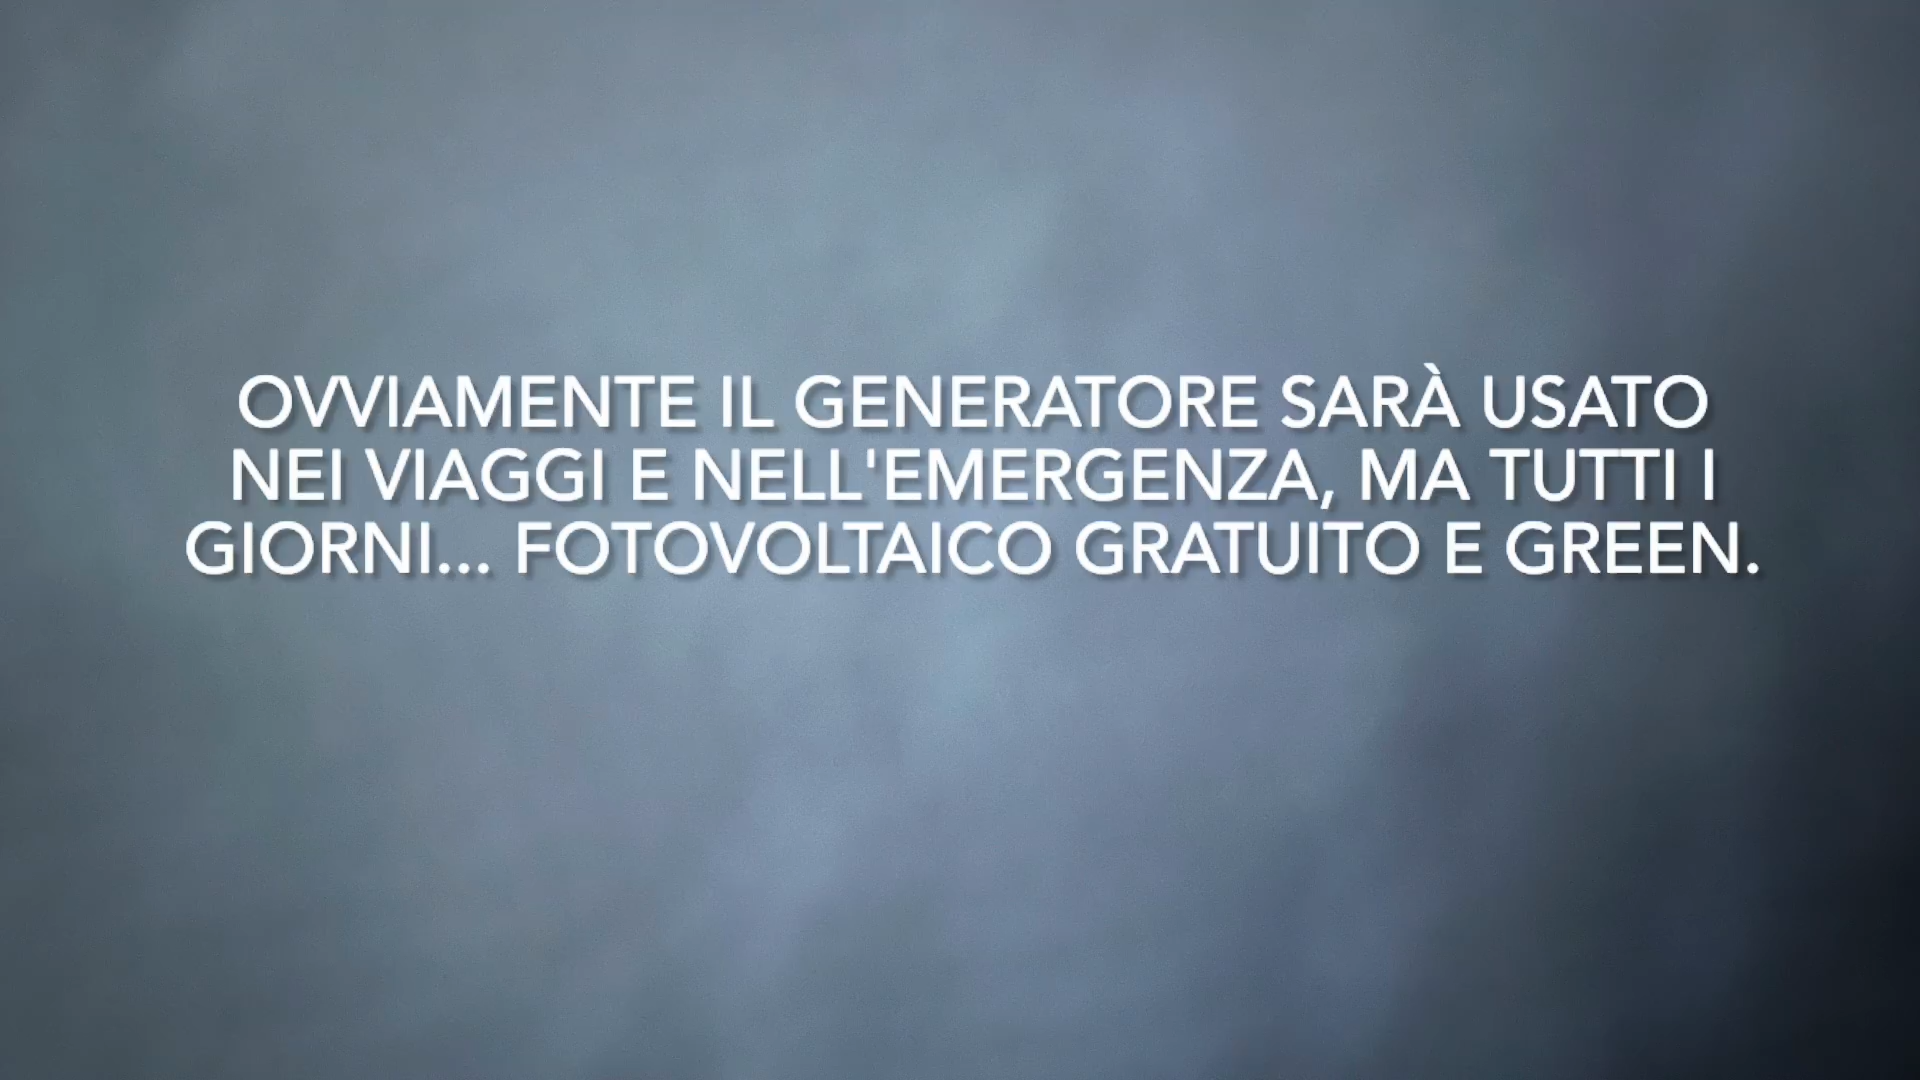 OVVIAMENTE IL GENERATORE SARÀ USATO
NEI VIAGGI E NELL'EMERGENZA, MA TUTTI I
GIORNI... FOTOVOLTAICO GRATUITO E GREEN.